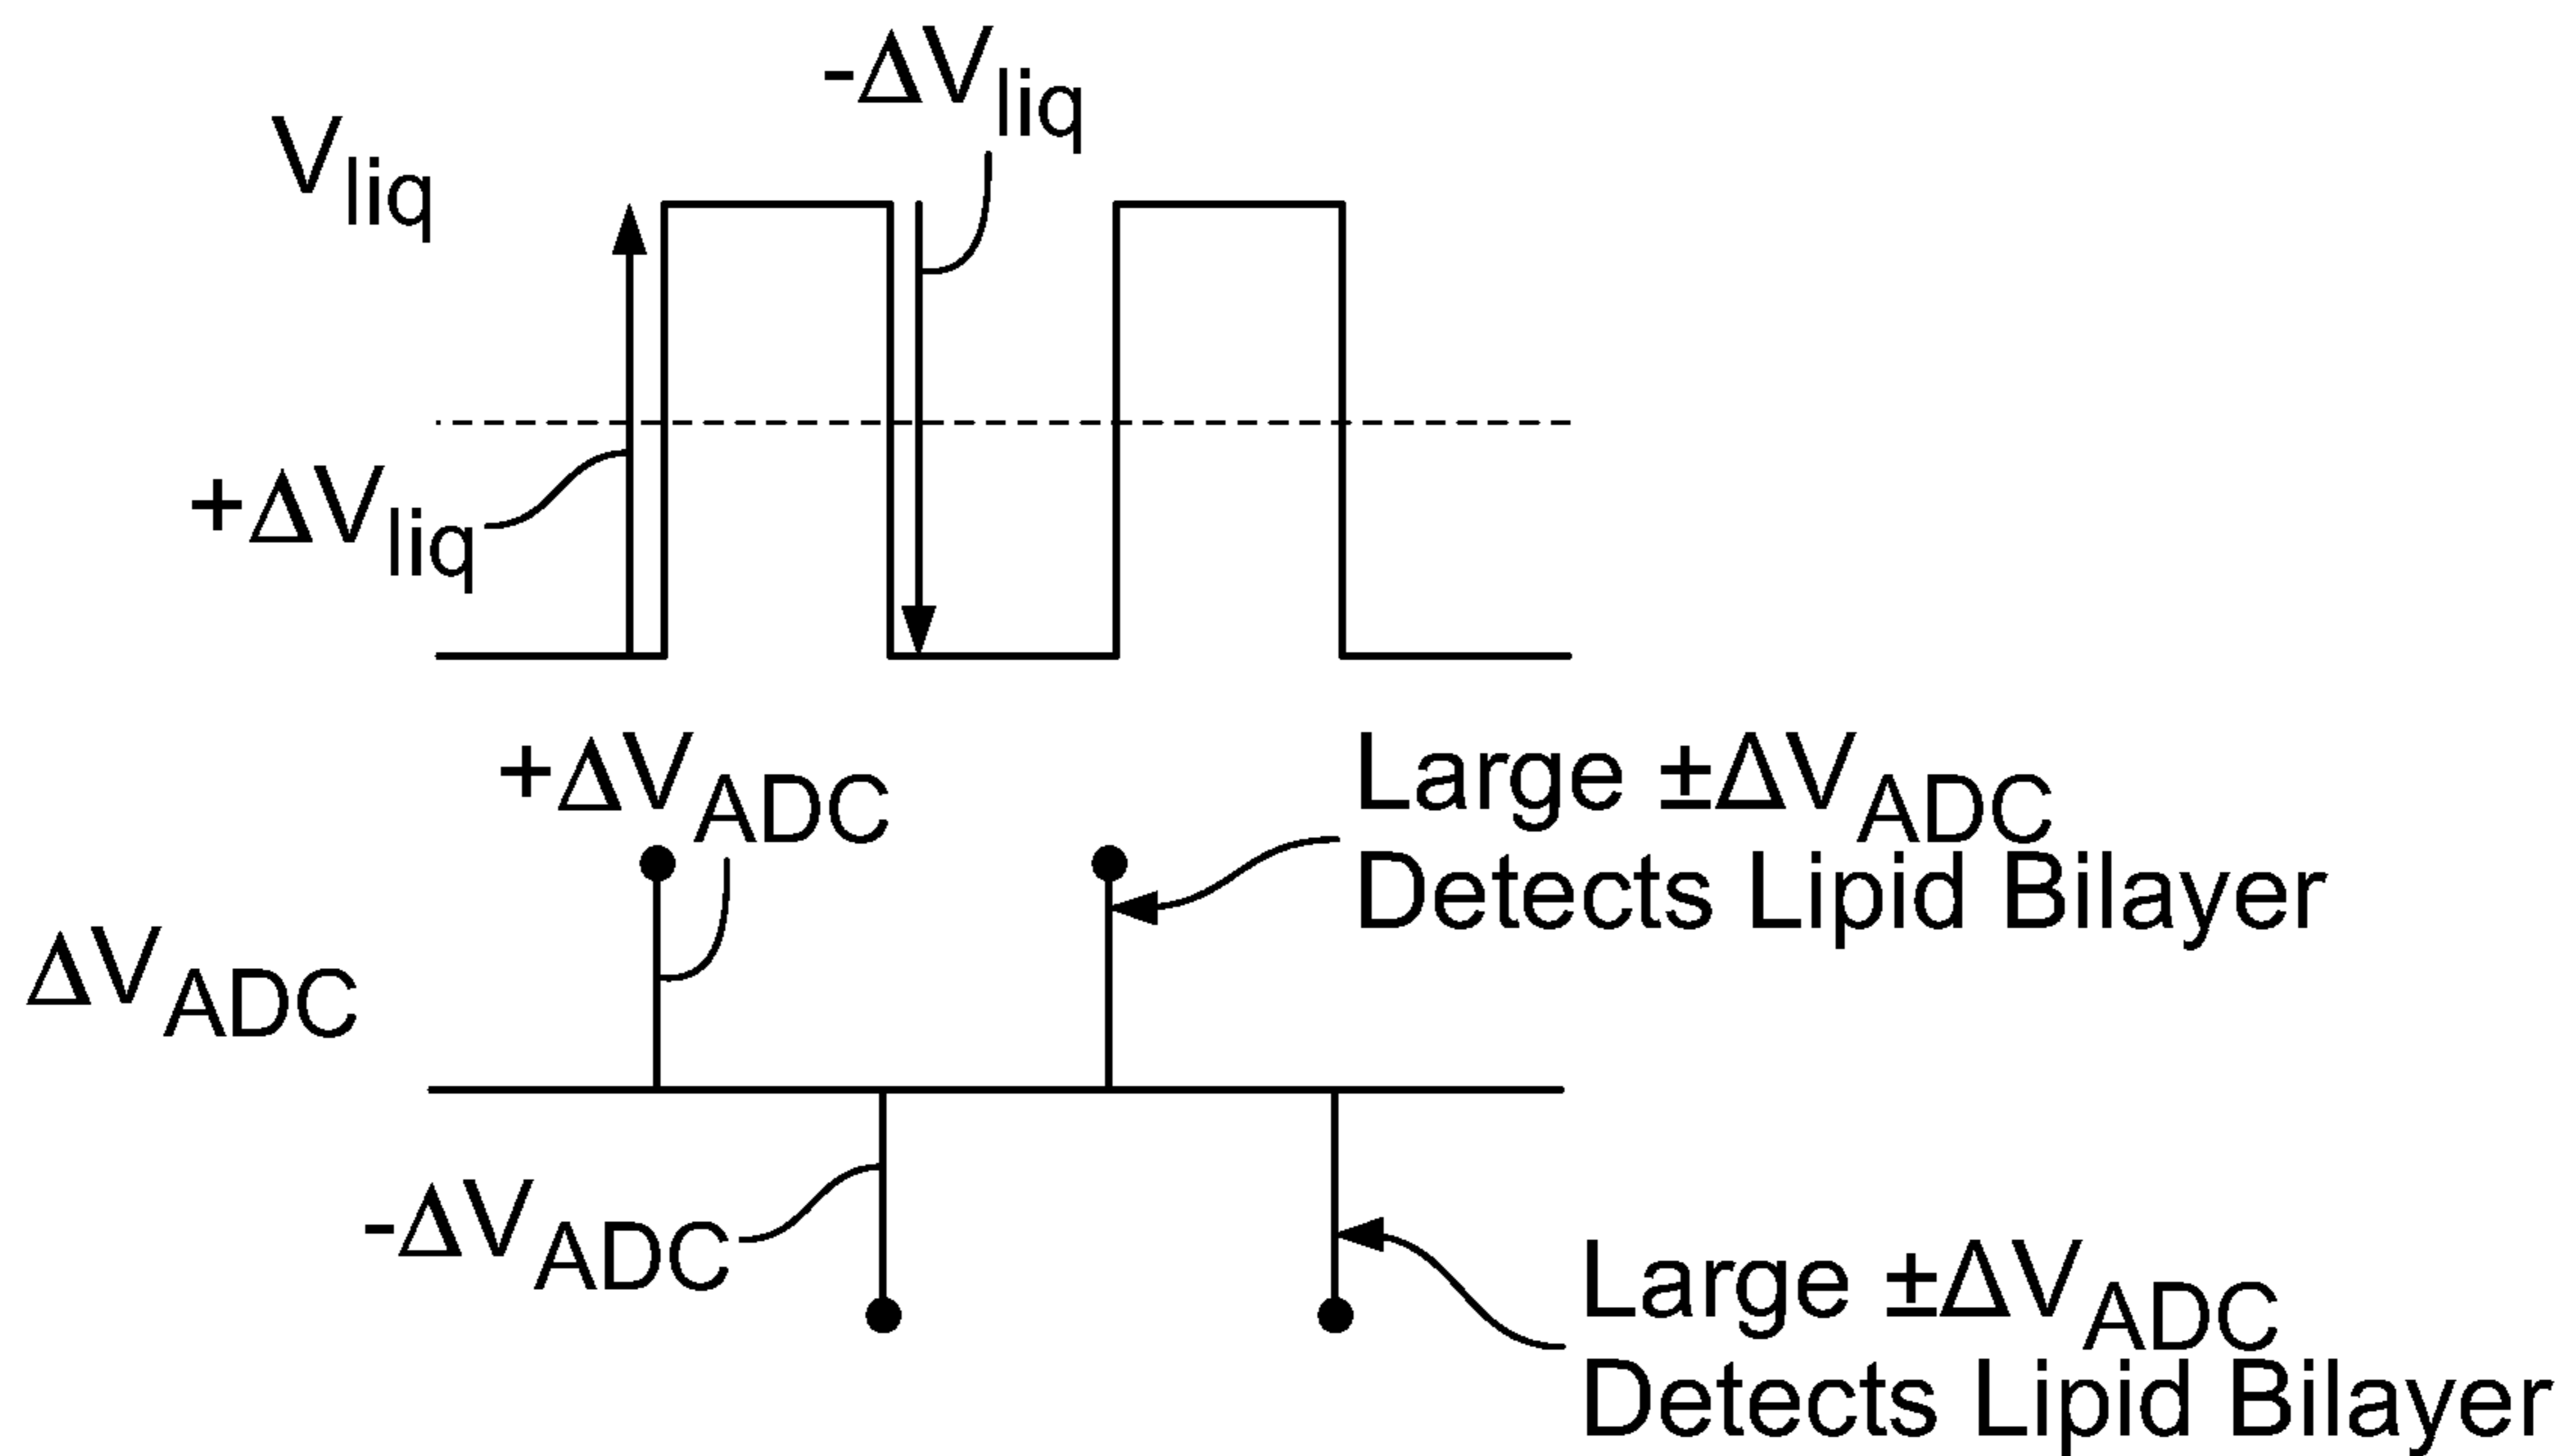 -ΔVliq
Vliq
+ΔVliq
+ΔVADC
Large ±ΔVADC
Detects Lipid Bilayer
ΔVADC
-ΔVADC
Large ±ΔVADC
Detects Lipid Bilayer